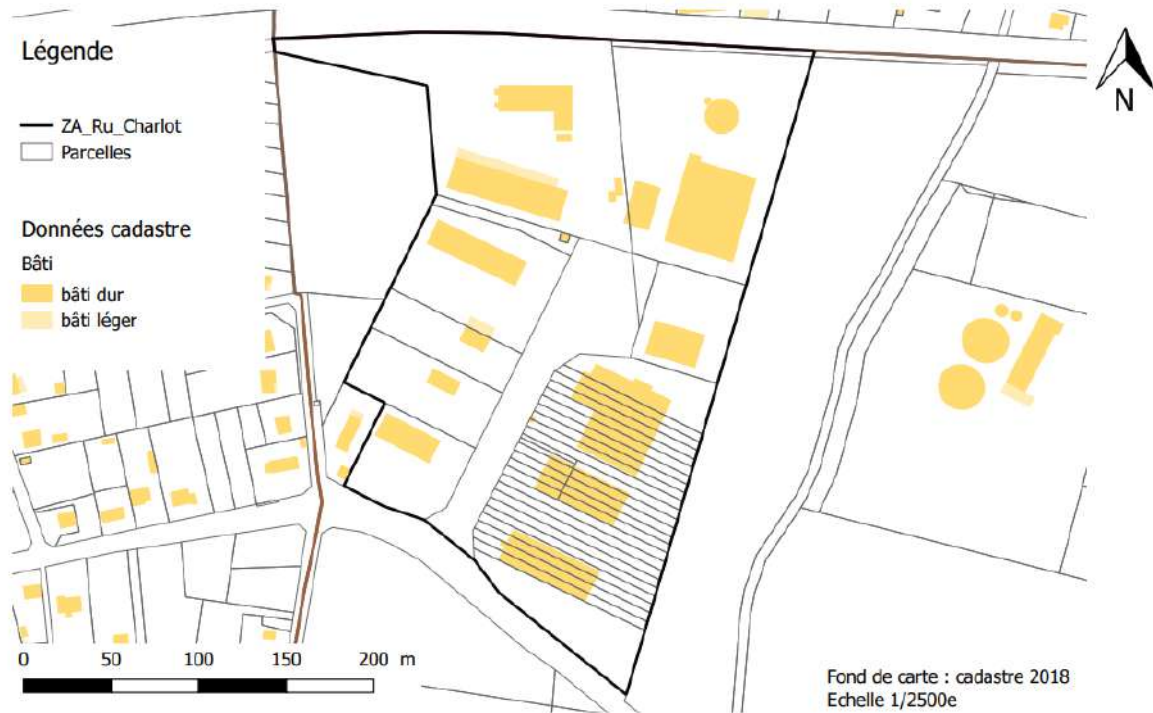 Légende
ZA_Ru_Charlot
Parcelles
Données cadastre
Bâti
bâti dur
bâti léger
N
0 50 100 150 200 m
Fond de carte : cadastre 2018
Echelle 1/2500e